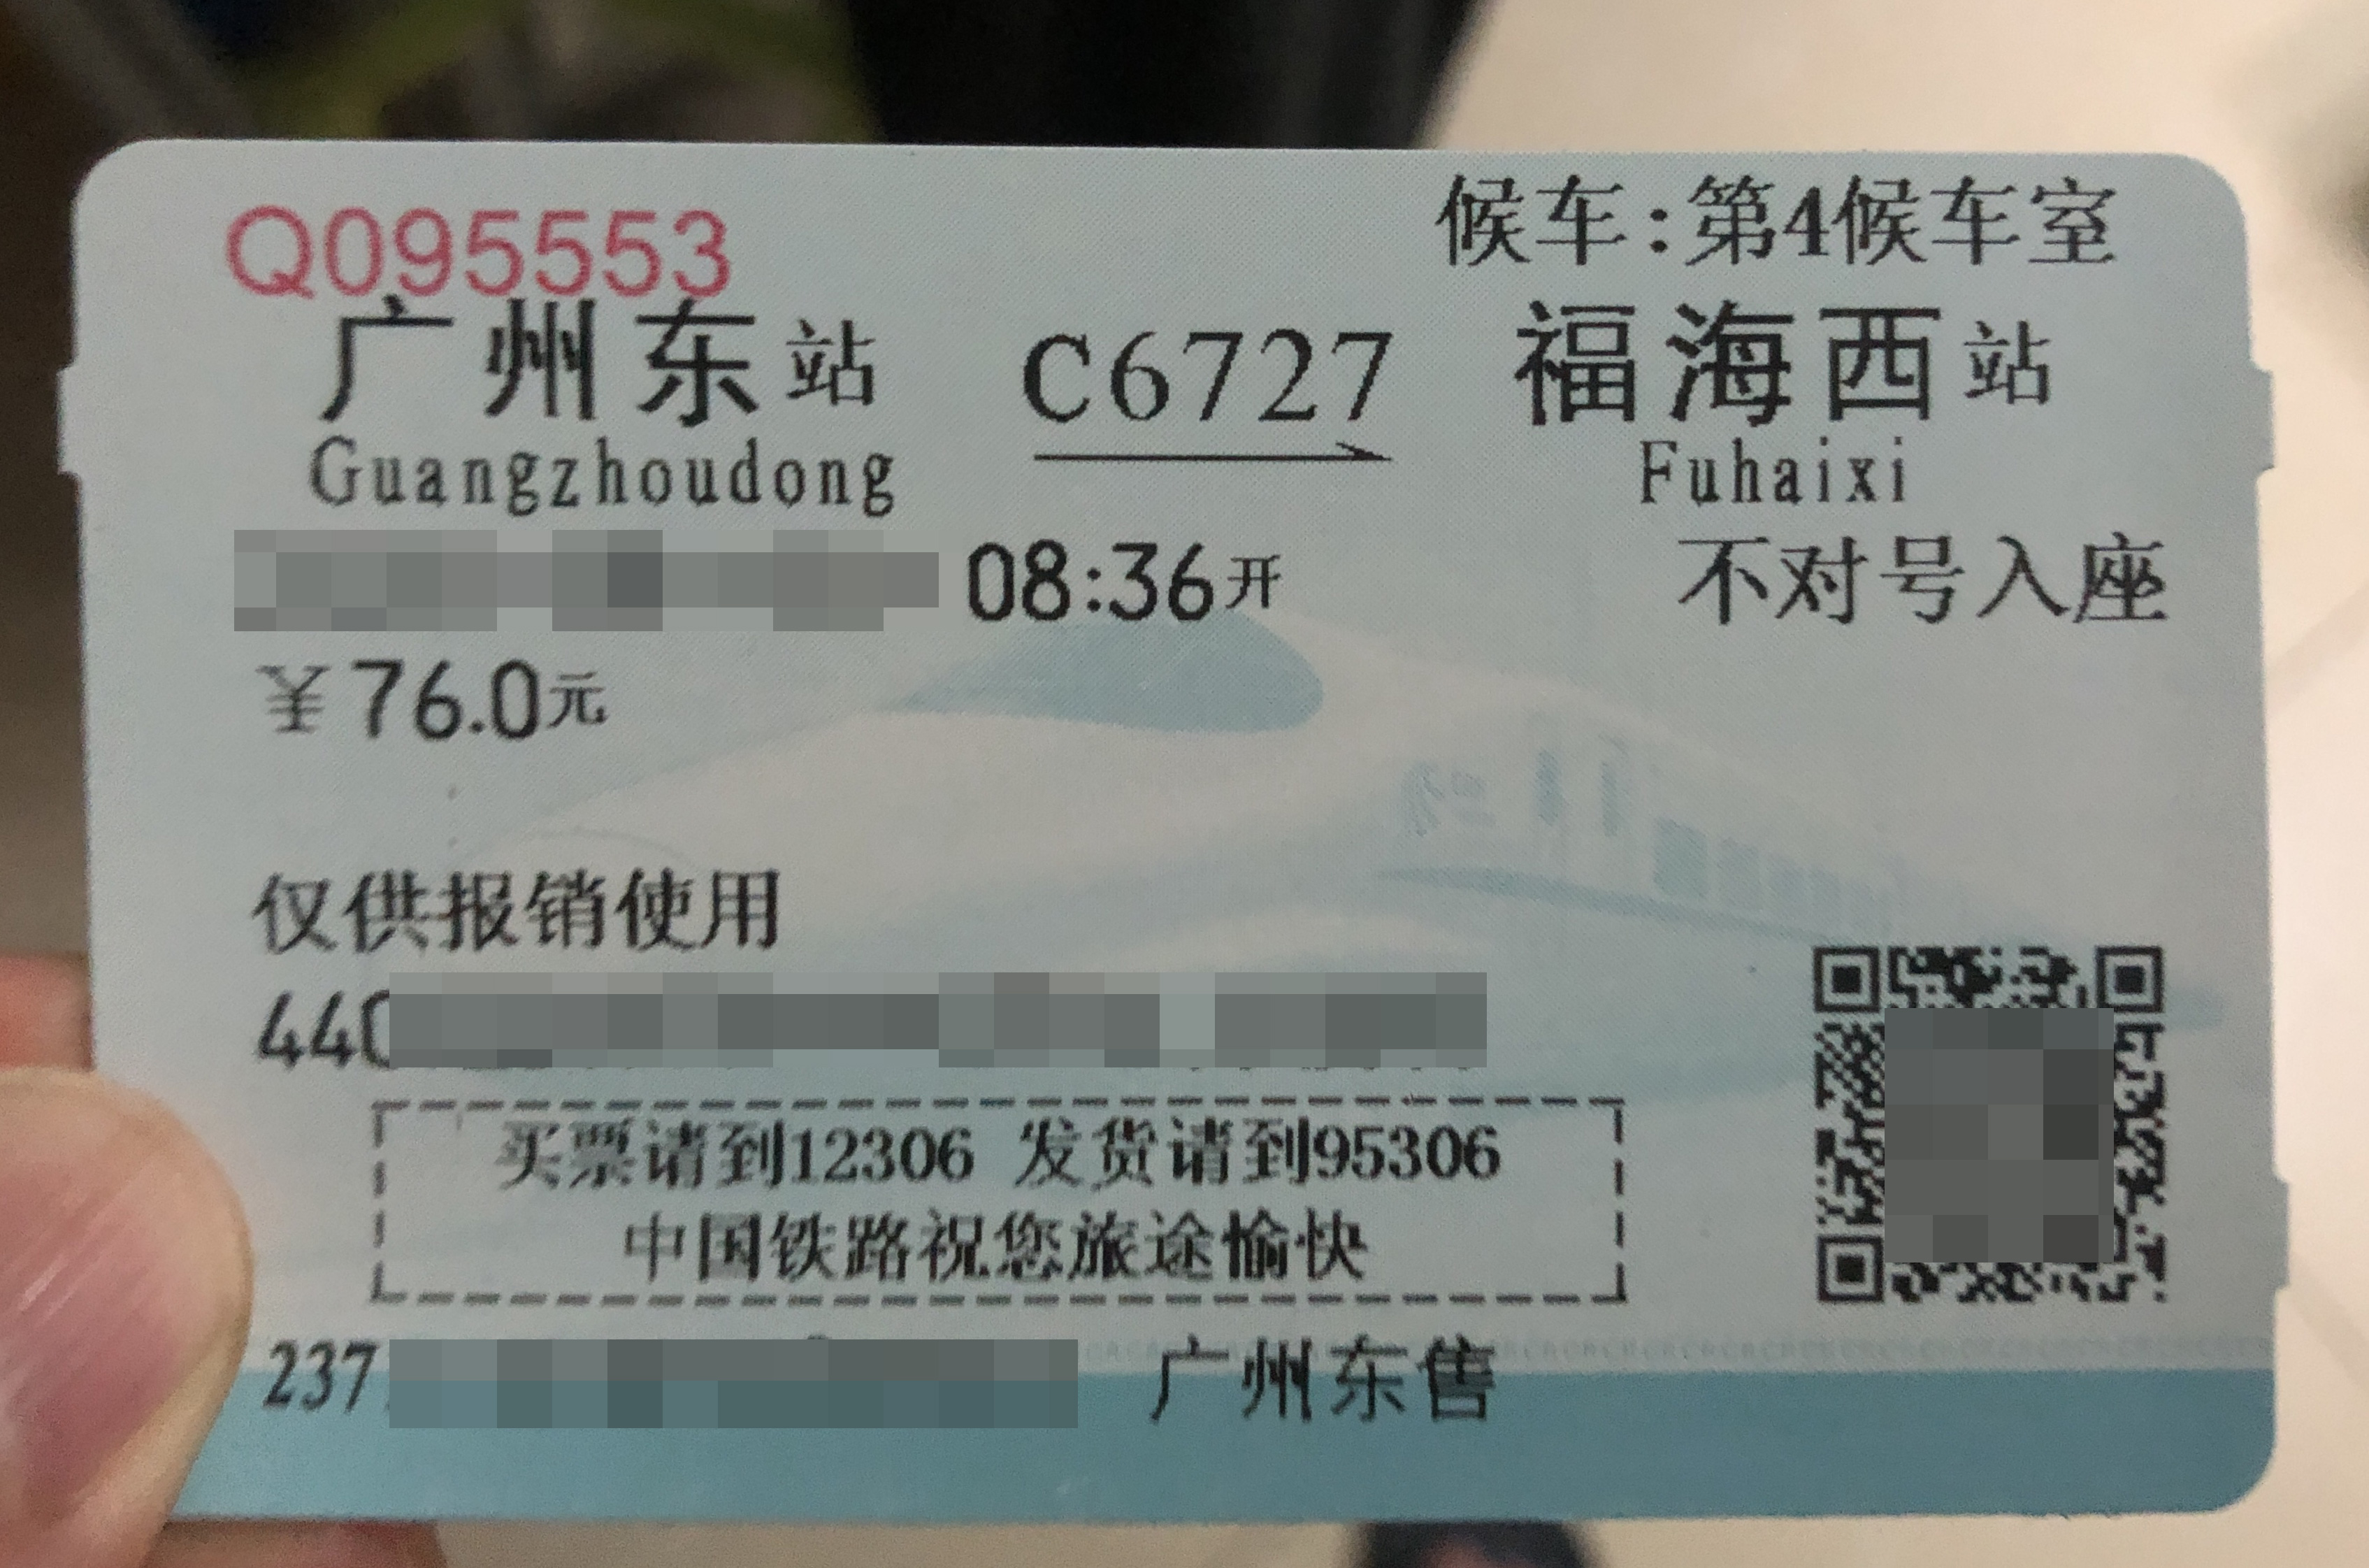 候车:第4候车室
Q095553
广州东站 C6727 福海西站
Guangzhoudong Fuhaixi
08:36开 不对号入座
¥76.0元
仅供报销使用
440
买票请到12306 发货请到95306
中国铁路祝您旅途愉快
237 广州东售